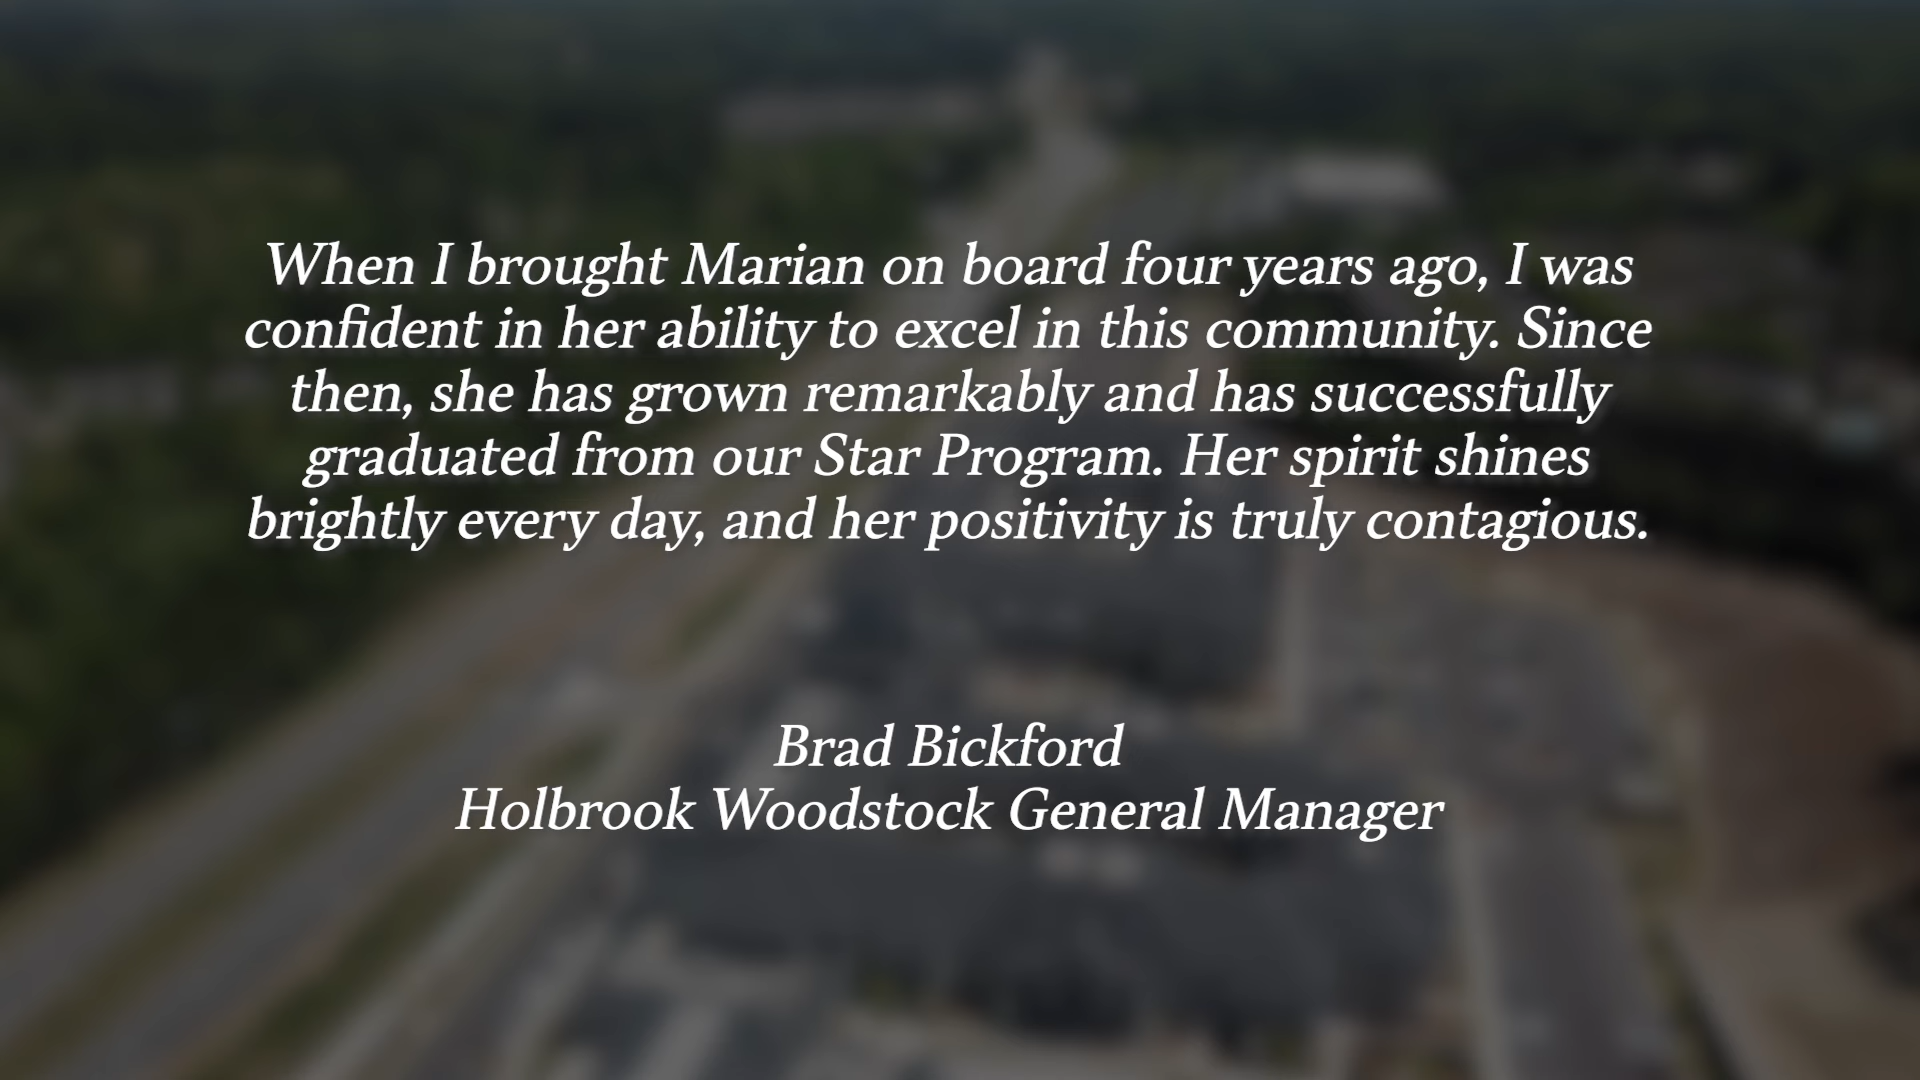 When I brought Marian on board four years ago, I was
confident in her ability to excel in this community. Since
then, she has grown remarkably and has successfully
graduated from our Star Program. Her spirit shines
brightly every day, and her positivity is truly contagious.
Brad Bickford
Holbrook Woodstock General Manager